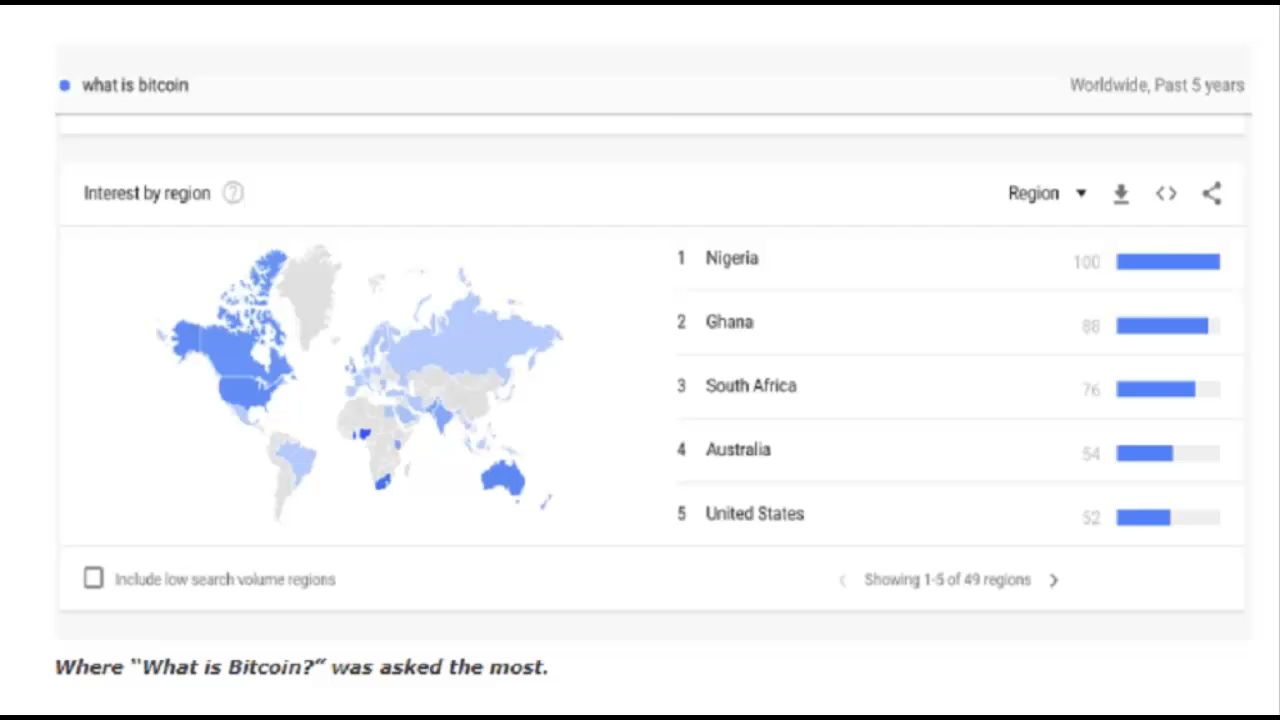 what is bitcoin
Worldwide, Past 5 years
Interest by region ?
Region
1 Nigeria 100
2 Ghana 88
3 South Africa 76
4 Australia 54
5 United States 52
Include low search volume regions
Showing 1-5 of 49 regions
Where “What is Bitcoin?” was asked the most.